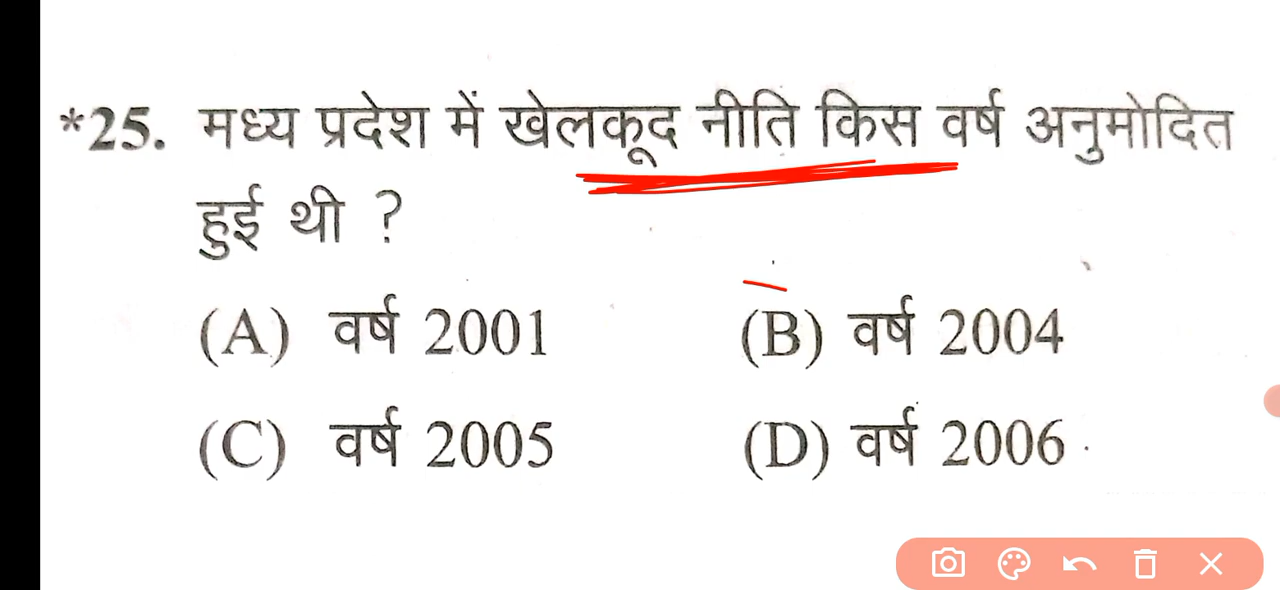 *25. मध्य प्रदेश में खेलकूद नीति किस वर्ष अनुमोदित
हुई थी ?
(A) वर्ष 2001 (B) वर्ष 2004
(C) वर्ष 2005 (D) वर्ष 2006